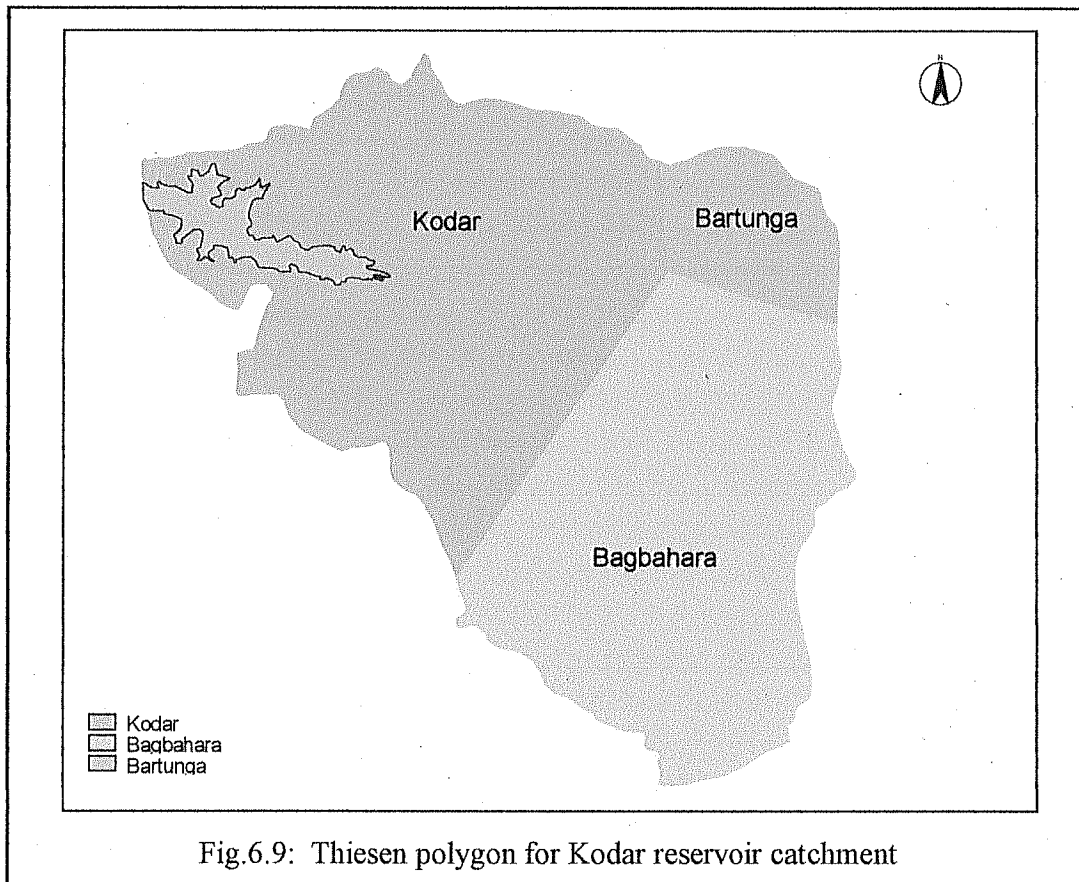 N
Kodar
Bartunga
Bagbahara
Kodar
Bagbahara
Bartunga
Fig.6.9: Thiesen polygon for Kodar reservoir catchment